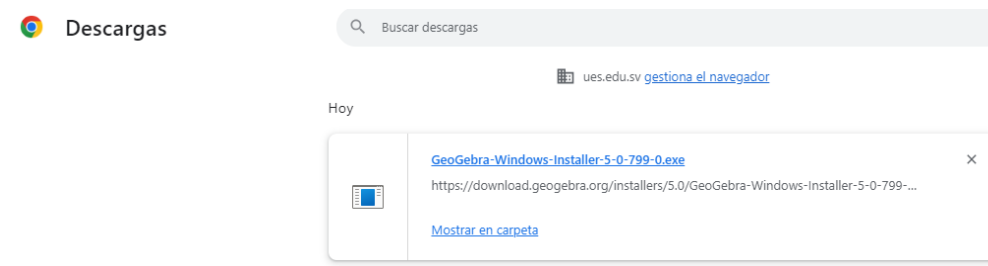 Descargas
Buscar descargas
ues.edu.sv gestiona el navegador
Hoy
GeoGebra-Windows-Installer-5-0-799-0.exe
https://download.geogebra.org/installers/5.0/GeoGebra-Windows-Installer-5-0-799-...
Mostrar en carpeta